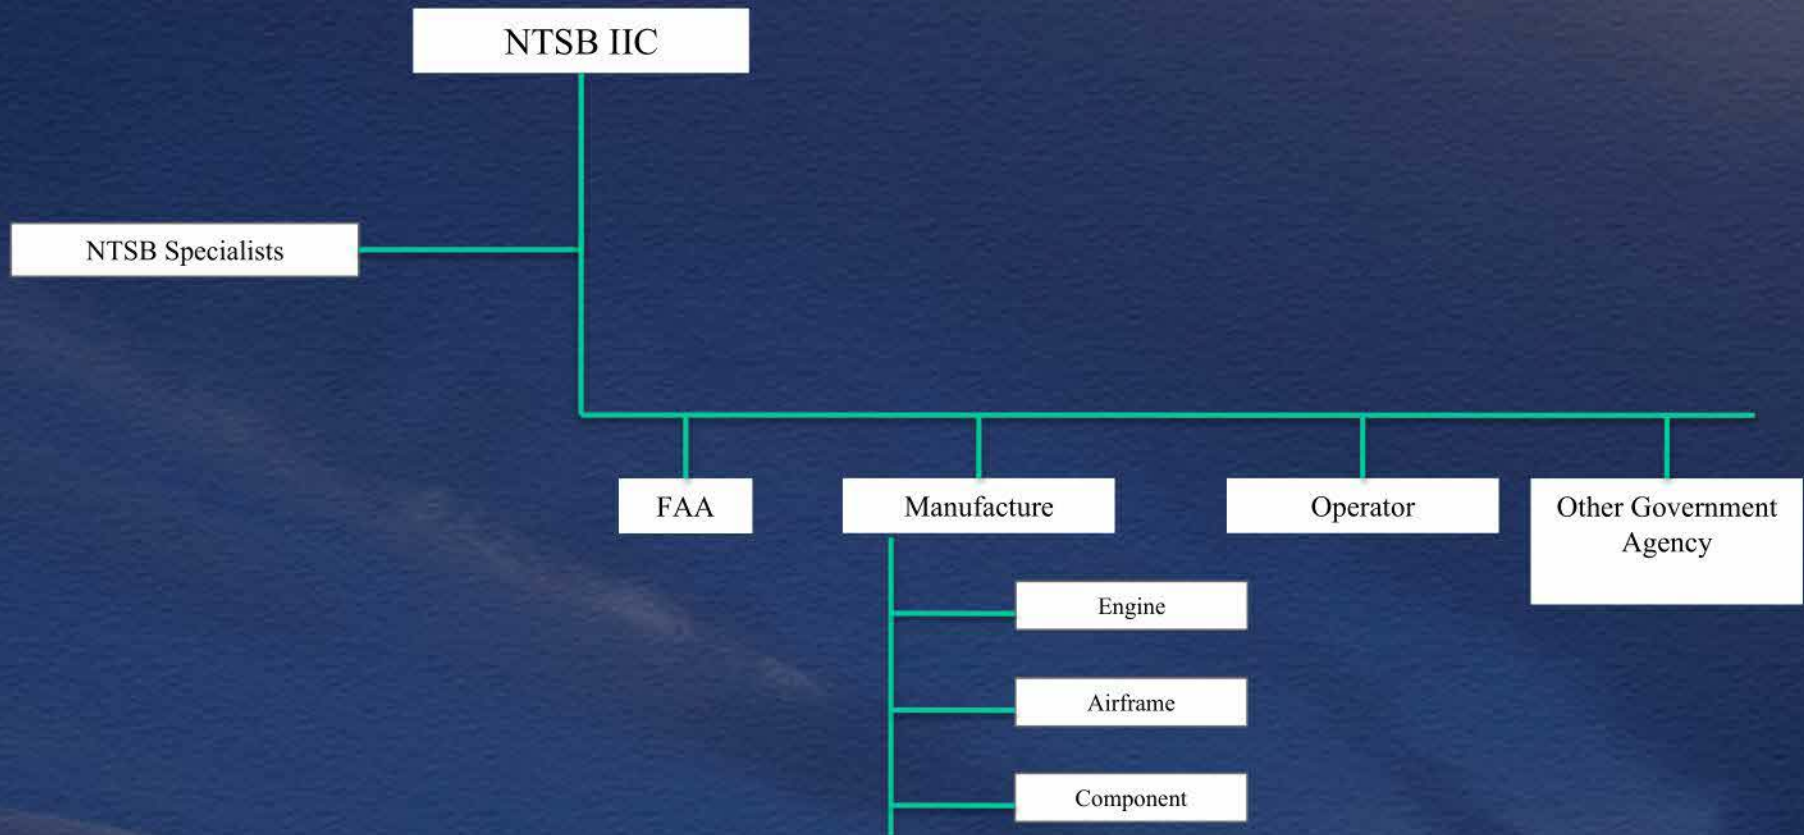 NTSB IIC
NTSB Specialists
FAA
Manufacture
Operator
Other Government
Agency
Engine
Airframe
Component